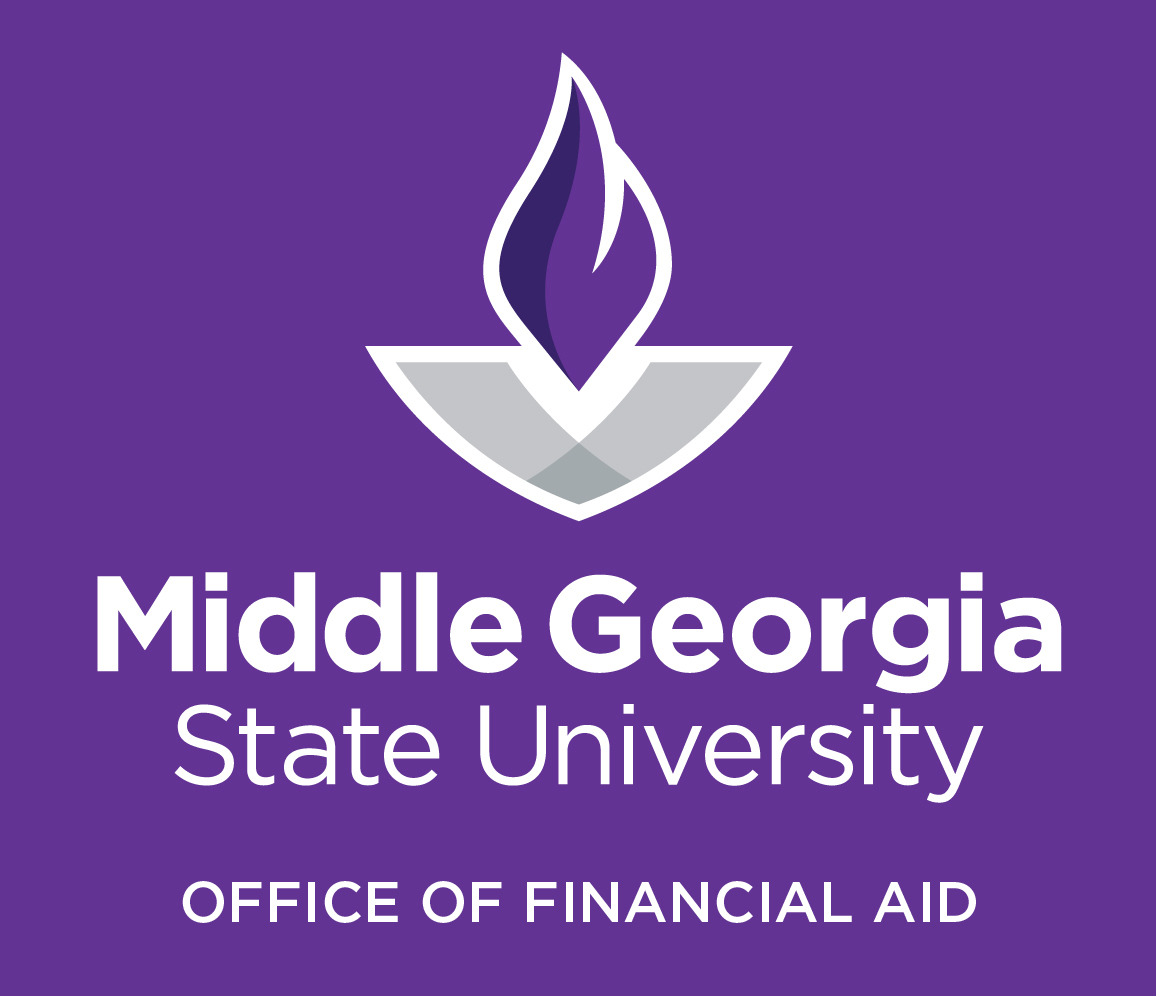 Middle Georgia
State University
OFFICE OF FINANCIAL AID